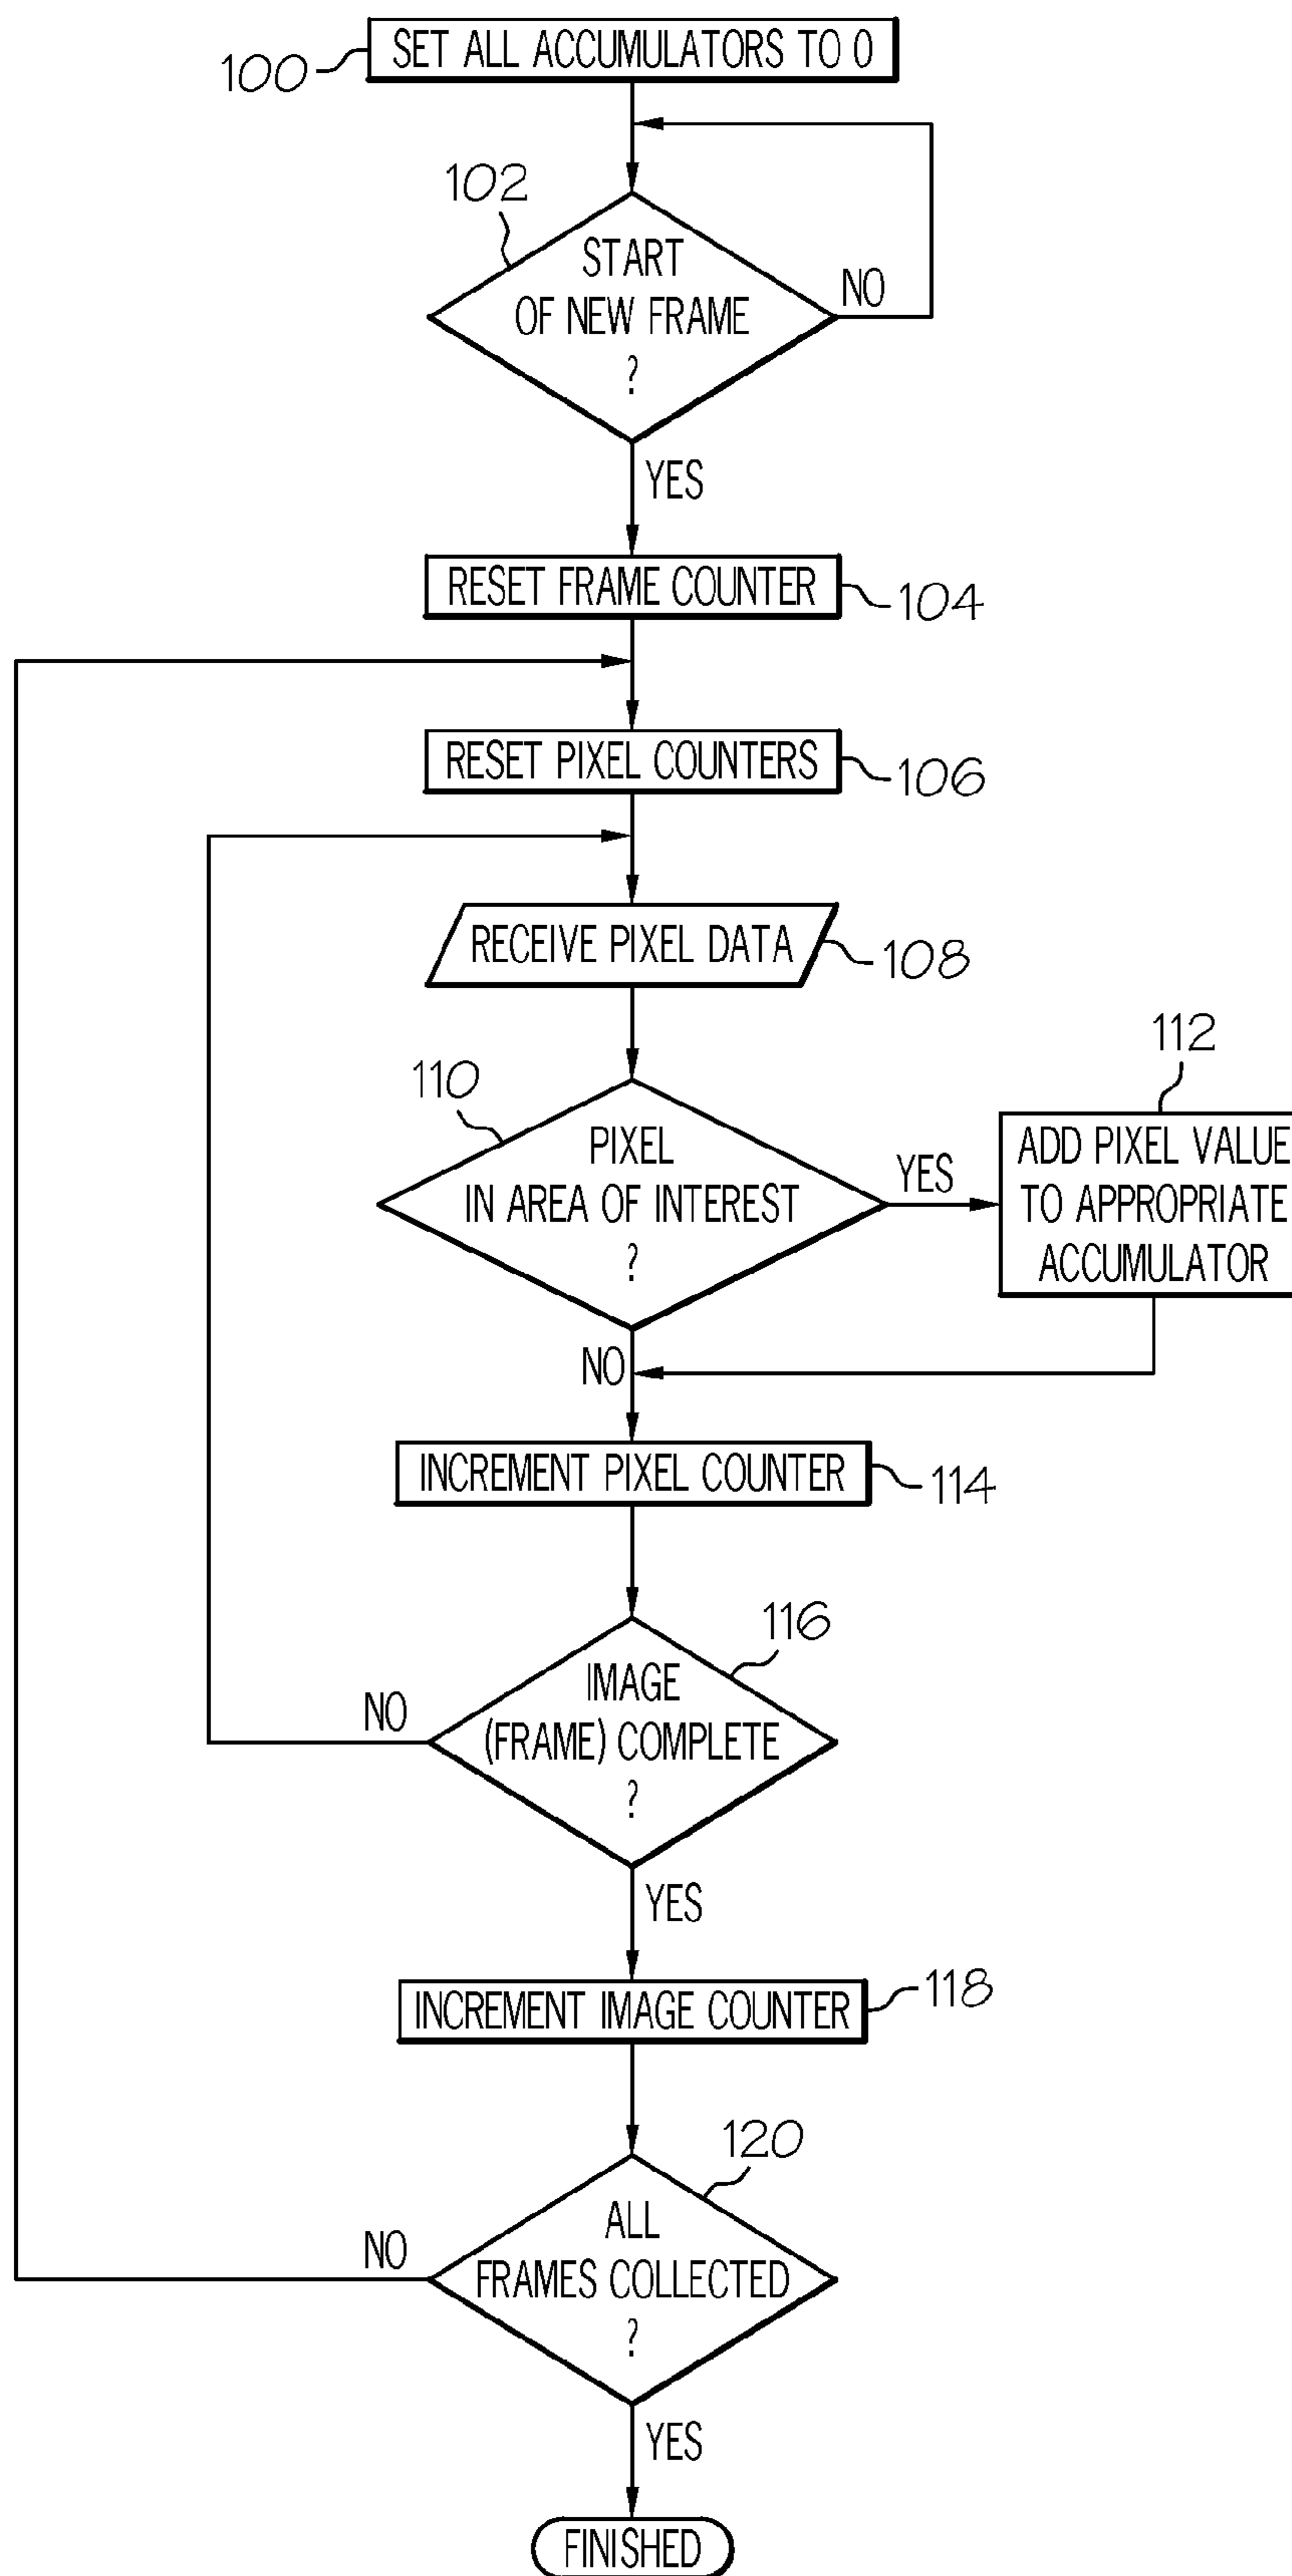 SET ALL ACCUMULATORS TO 0
100
102
START
OF NEW FRAME
?
NO
YES
RESET FRAME COUNTER
104
RESET PIXEL COUNTERS
106
RECEIVE PIXEL DATA
108
110
PIXEL
IN AREA OF INTEREST
?
YES
112
ADD PIXEL VALUE
TO APPROPRIATE
ACCUMULATOR
NO
INCREMENT PIXEL COUNTER
114
116
IMAGE
(FRAME) COMPLETE
?
NO
YES
INCREMENT IMAGE COUNTER
118
120
ALL
FRAMES COLLECTED
?
NO
YES
FINISHED